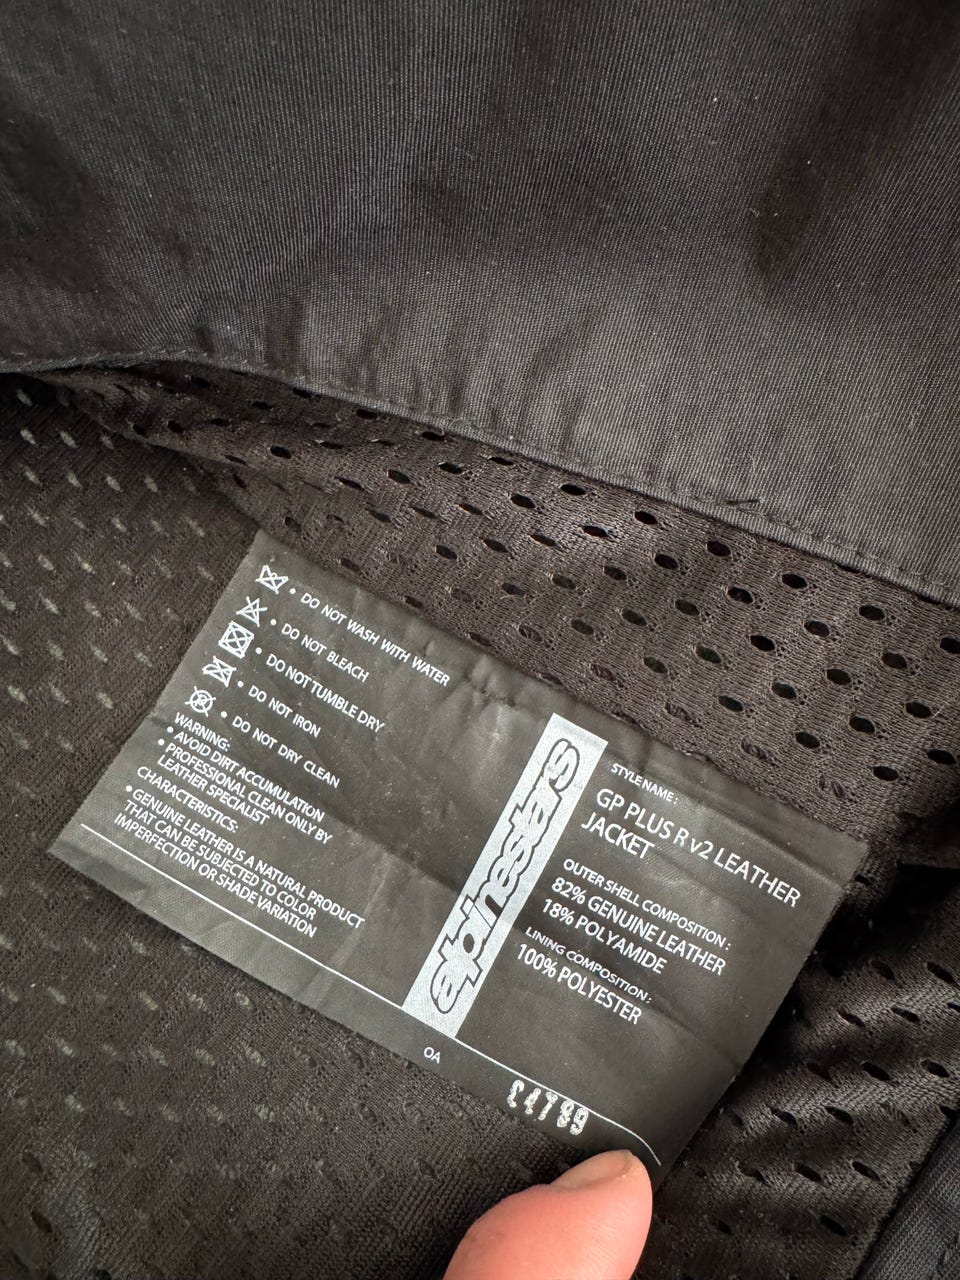 • DO NOT WASH WITH WATER
• DO NOT BLEACH
• DO NOT TUMBLE DRY
• DO NOT IRON
• DO NOT DRY CLEAN
WARNING:
• AVOID DIRT ACCUMULATION
• PROFESSIONAL CLEAN ONLY BY
LEATHER SPECIALIST
CHARACTERISTICS:
• GENUINE LEATHER IS A NATURAL PRODUCT
THAT CAN BE SUBJECTED TO COLOR
IMPERFECTION OR SHADE VARIATION
alpinestars
STYLE NAME :
GP PLUS R v2 LEATHER
JACKET
OUTER SHELL COMPOSITION :
82% GENUINE LEATHER
18% POLYAMIDE
LINING COMPOSITION :
100% POLYESTER
OA